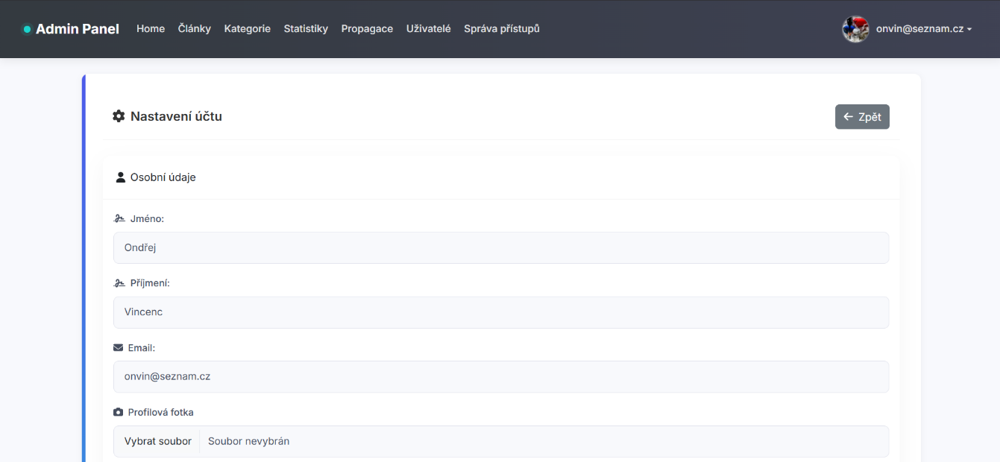 Admin Panel Home Články Kategorie Statistiky Propagace Uživatelé Správa přístupů onvin@seznam.cz
Nastavení účtu Zpět
Osobní údaje
Jméno:
Ondřej
Příjmení:
Vincenc
Email:
onvin@seznam.cz
Profilová fotka
Vybrat soubor Soubor nevybrán